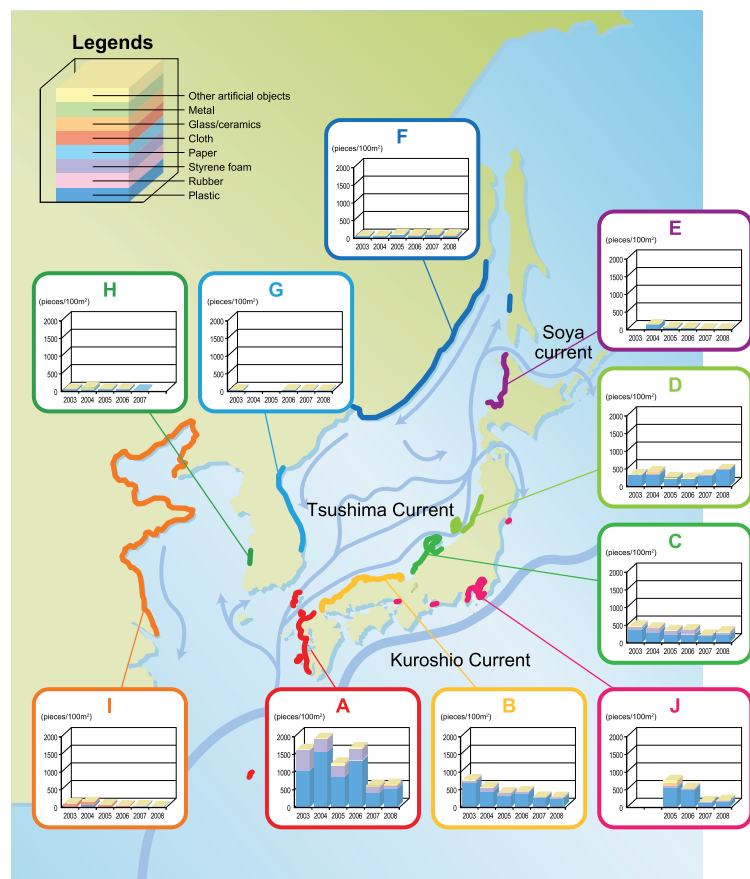 Legends
Other artificial objects
Metal
Glass/ceramics
Cloth
Paper
Styrene foam
Rubber
Plastic
F
(pieces/100m²)
2000
1500
1000
500
0
2003 2004 2005 2006 2007 2008
E
(pieces/100m²)
2000
1500
1000
500
0
2003 2004 2005 2006 2007 2008
H
(pieces/100m²)
2000
1500
1000
500
0
2003 2004 2005 2006 2007
G
(pieces/100m²)
2000
1500
1000
500
0
2003 2004 2005 2006 2007 2008
Soya
current
D
(pieces/100m²)
2000
1500
1000
500
0
2003 2004 2005 2006 2007 2008
Tsushima Current
C
(pieces/100m²)
2000
1500
1000
500
0
2003 2004 2005 2006 2007 2008
Kuroshio Current
I
(pieces/100m²)
2000
1500
1000
500
0
2003 2004 2005 2006 2007 2008
A
(pieces/100m²)
2000
1500
1000
500
0
2003 2004 2005 2006 2007 2008
B
(pieces/100m²)
2000
1500
1000
500
0
2003 2004 2005 2006 2007 2008
J
(pieces/100m²)
2000
1500
1000
500
0
2005 2006 2007 2008